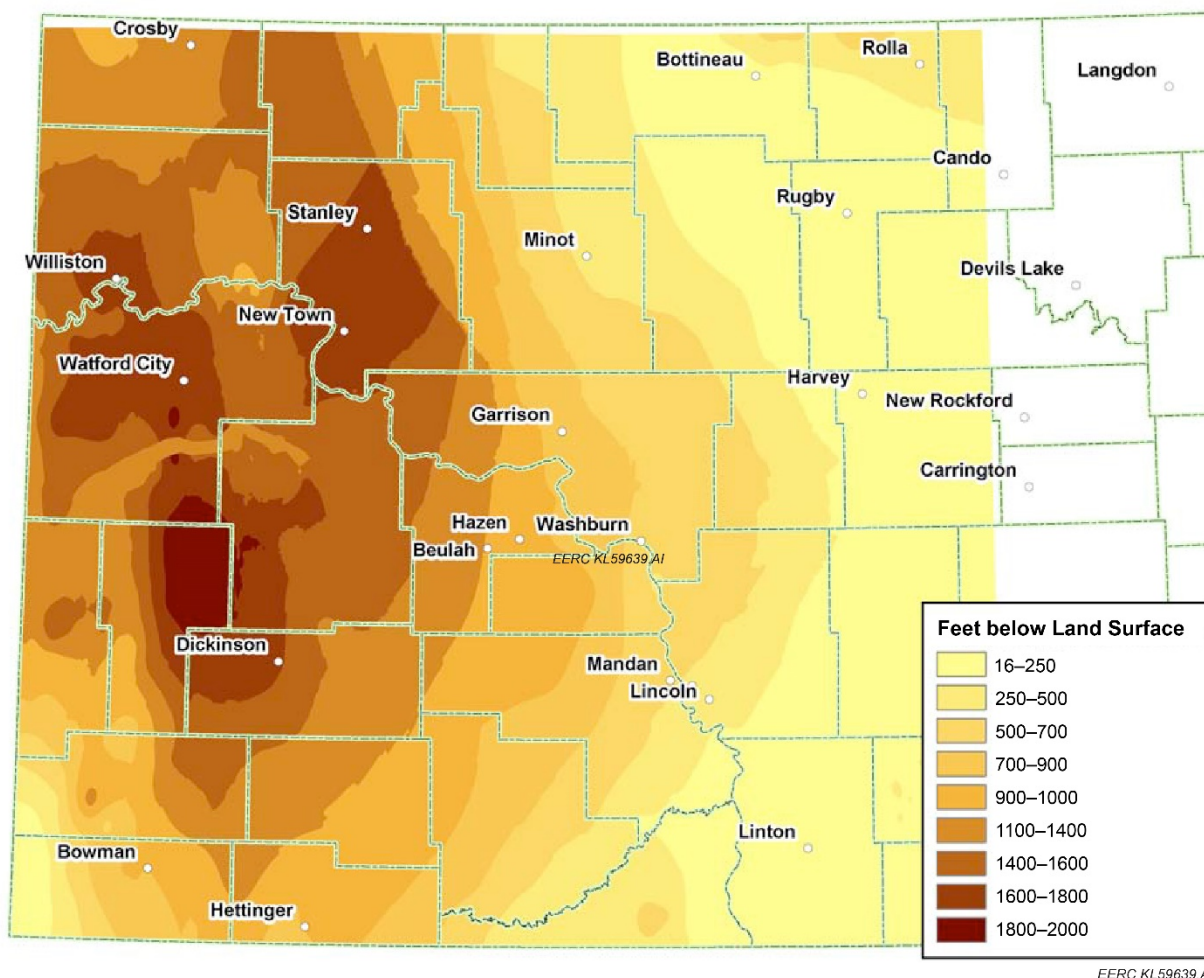 Crosby
Bottineau
Rolla
Langdon
Cando
Rugby
Stanley
Minot
Williston
Devils Lake
New Town
Watford City
Harvey
New Rockford
Garrison
Carrington
Hazen
Washburn
Beulah
EERC KL59639.AI
Dickinson
Mandan
Lincoln
Linton
Bowman
Hettinger
Feet below Land Surface
16–250
250–500
500–700
700–900
900–1000
1100–1400
1400–1600
1600–1800
1800–2000
EERC KL59639.A